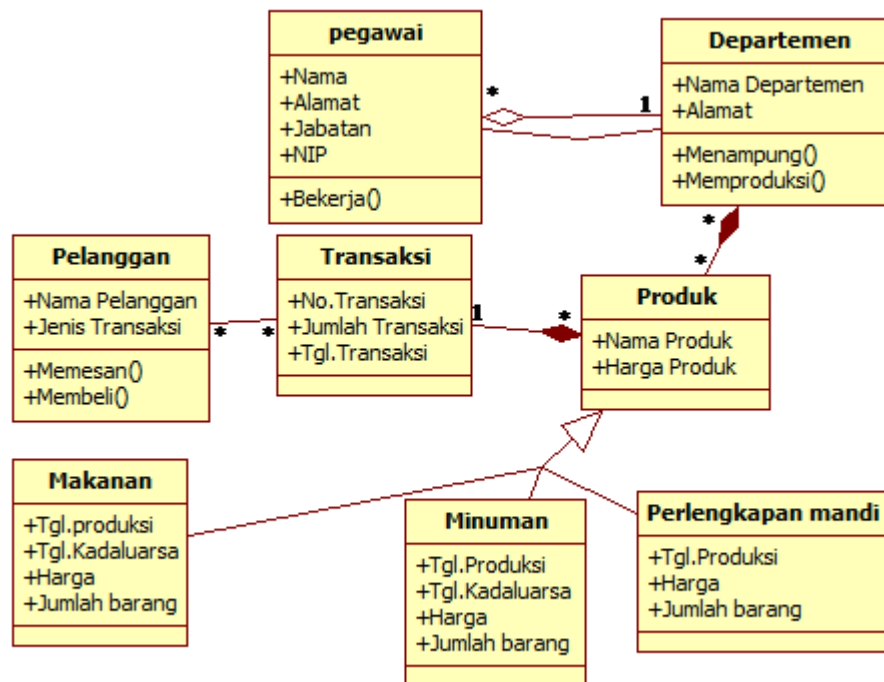 pegawai
+Nama
+Alamat
+Jabatan
+NIP
+Bekerja()
*
1
Departemen
+Nama Departemen
+Alamat
+Menampung()
+Memproduksi()
*
*
Pelanggan
+Nama Pelanggan
+Jenis Transaksi
+Memesan()
+Membeli()
*
*
Transaksi
+No.Transaksi
+Jumlah Transaksi
+Tgl.Transaksi
1
*
Produk
+Nama Produk
+Harga Produk
Makanan
+Tgl.produksi
+Tgl.Kadaluarsa
+Harga
+Jumlah barang
Minuman
+Tgl.Produksi
+Tgl.Kadaluarsa
+Harga
+Jumlah barang
Perlengkapan mandi
+Tgl.Produksi
+Harga
+Jumlah barang